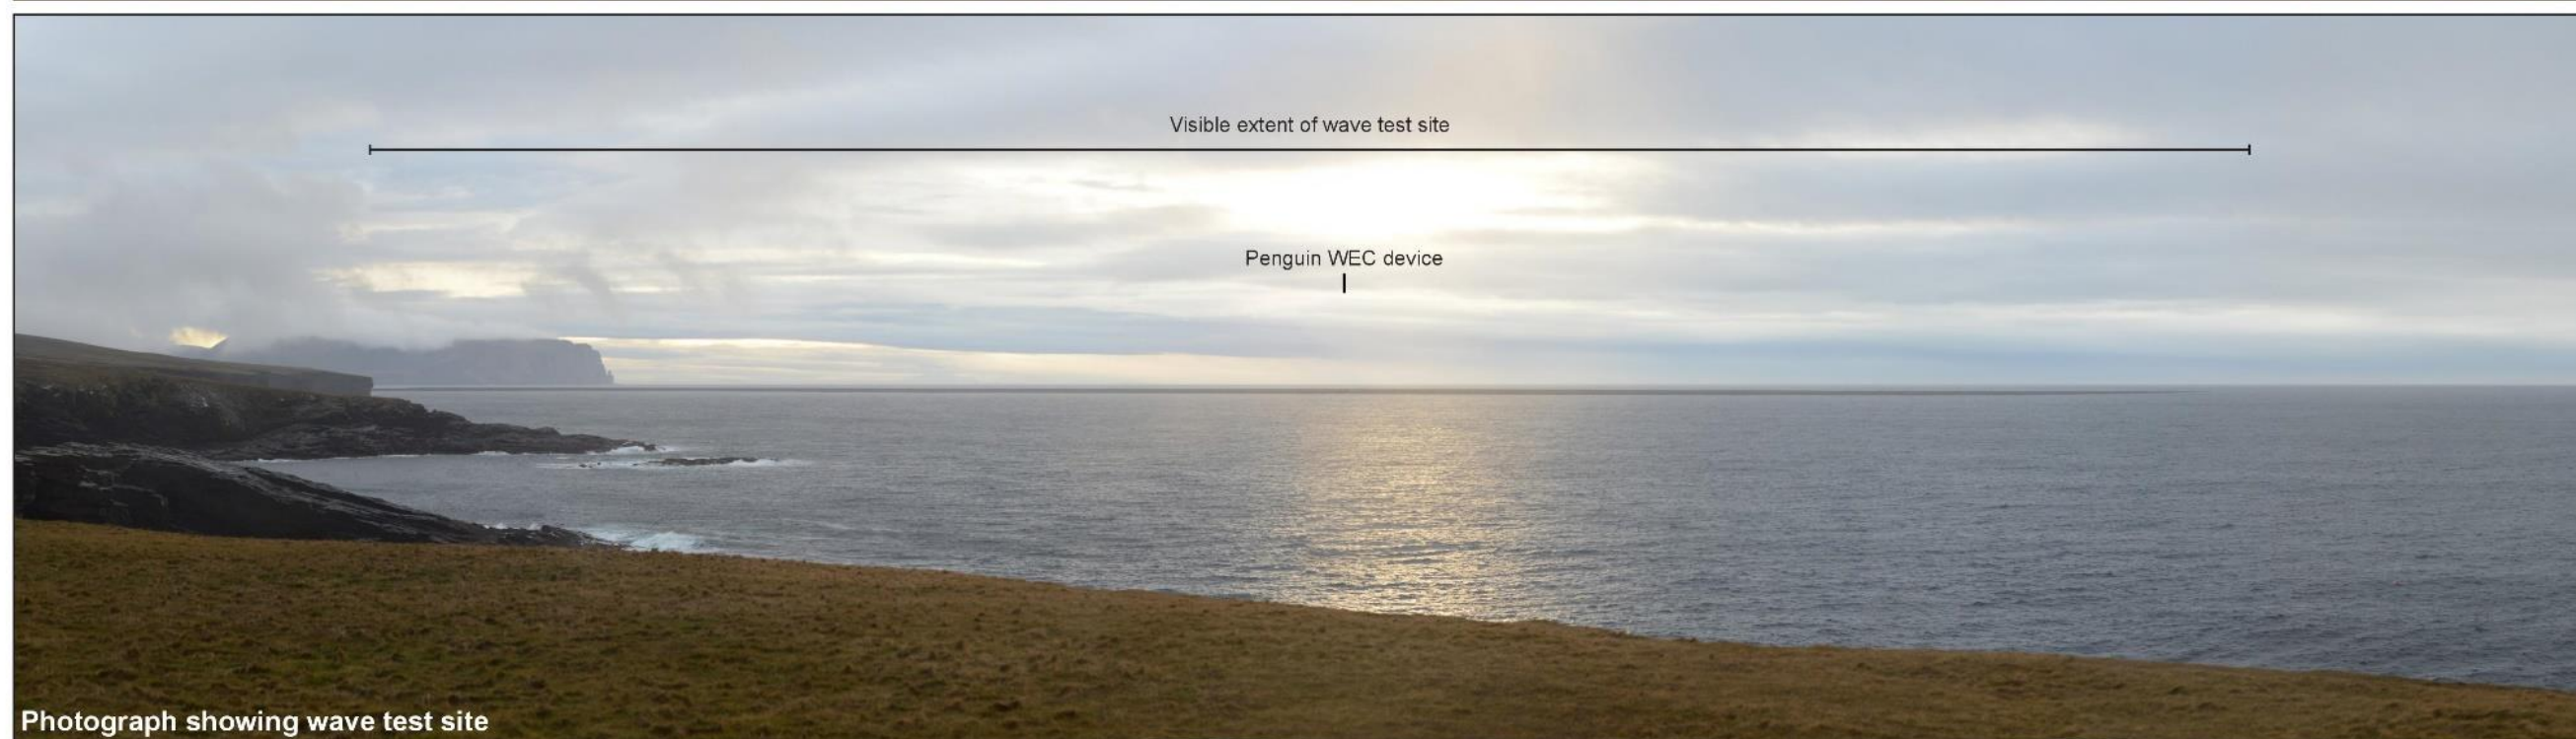 Visible extent of wave test site
Penguin WEC device
Photograph showing wave test site